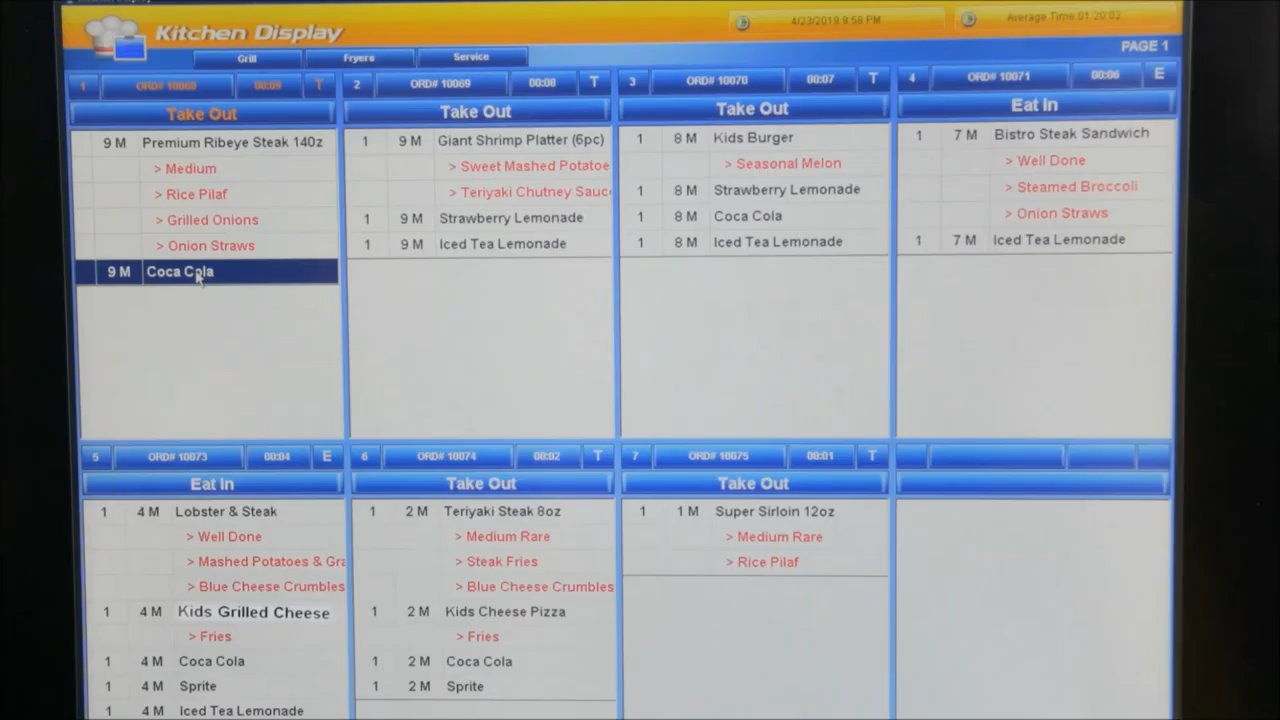 Kitchen Display
4/23/2019 9:58 PM
Average Time 01:20:02
Grill Fryers Service
PAGE 1
1 ORD# 10068 00:09 T
Take Out
9 M Premium Ribeye Steak 14oz
> Medium
> Rice Pilaf
> Grilled Onions
> Onion Straws
9 M Coca Cola
2 ORD# 10069 00:08 T
Take Out
1 9 M Giant Shrimp Platter (6pc)
> Sweet Mashed Potatoe
> Teriyaki Chutney Sauc
1 9 M Strawberry Lemonade
1 9 M Iced Tea Lemonade
3 ORD# 10070 00:07 T
Take Out
1 8 M Kids Burger
> Seasonal Melon
1 8 M Strawberry Lemonade
1 8 M Coca Cola
1 8 M Iced Tea Lemonade
4 ORD# 10071 00:06 E
Eat In
1 7 M Bistro Steak Sandwich
> Well Done
> Steamed Broccoli
> Onion Straws
1 7 M Iced Tea Lemonade
5 ORD# 10073 00:04 E
Eat In
1 4 M Lobster & Steak
> Well Done
> Mashed Potatoes & Gra
> Blue Cheese Crumbles
1 4 M Kids Grilled Cheese
> Fries
1 4 M Coca Cola
1 4 M Sprite
1 4 M Iced Tea Lemonade
6 ORD# 10074 00:02 T
Take Out
1 2 M Teriyaki Steak 8oz
> Medium Rare
> Steak Fries
> Blue Cheese Crumbles
1 2 M Kids Cheese Pizza
> Fries
1 2 M Coca Cola
1 2 M Sprite
7 ORD# 10075 00:01 T
Take Out
1 1 M Super Sirloin 12oz
> Medium Rare
> Rice Pilaf